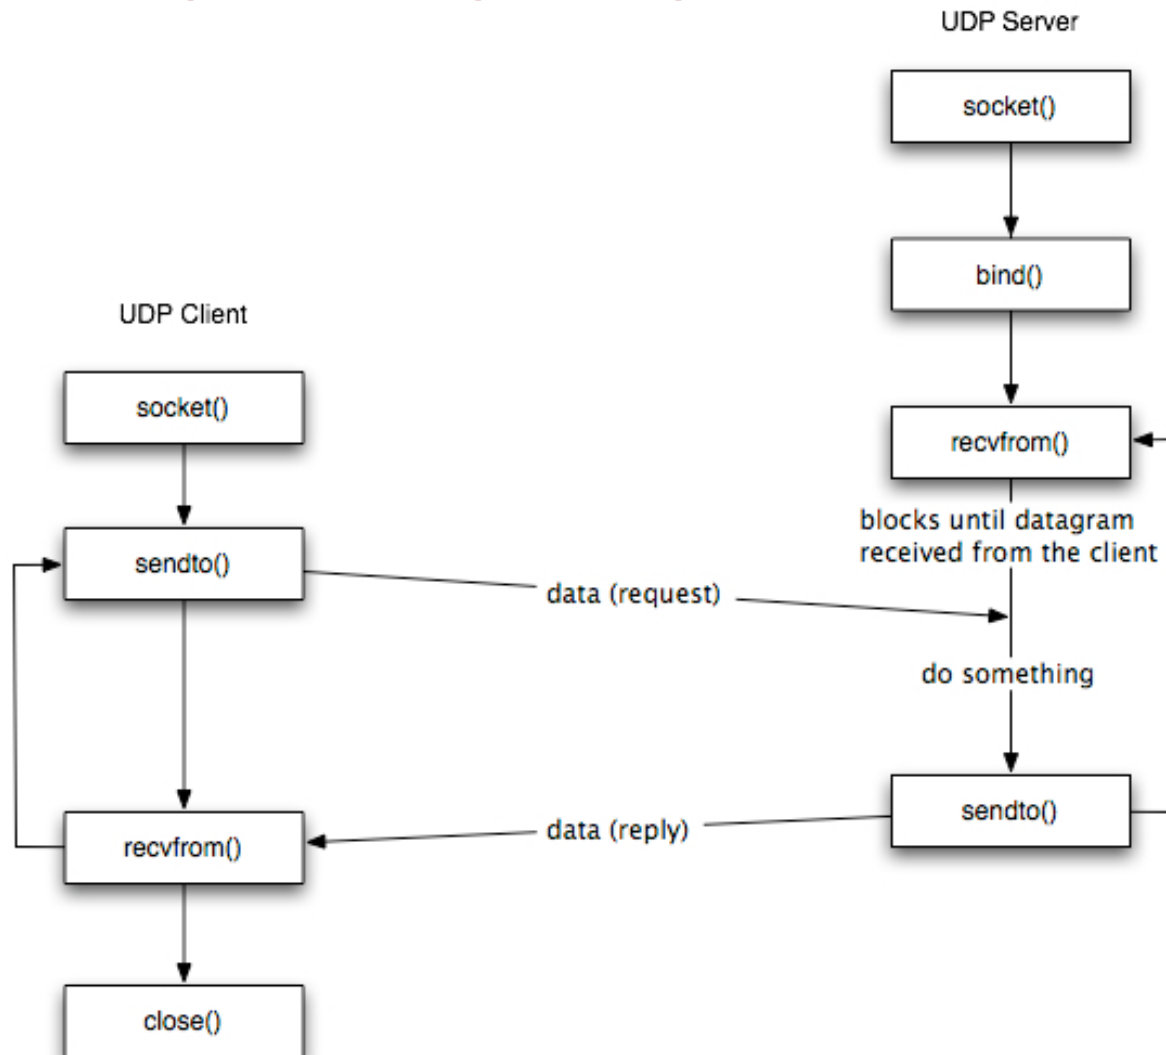 UDP Server
socket()
bind()
UDP Client
socket()
recvfrom()
blocks until datagram
received from the client
sendto()
data (request)
do something
sendto()
data (reply)
recvfrom()
close()